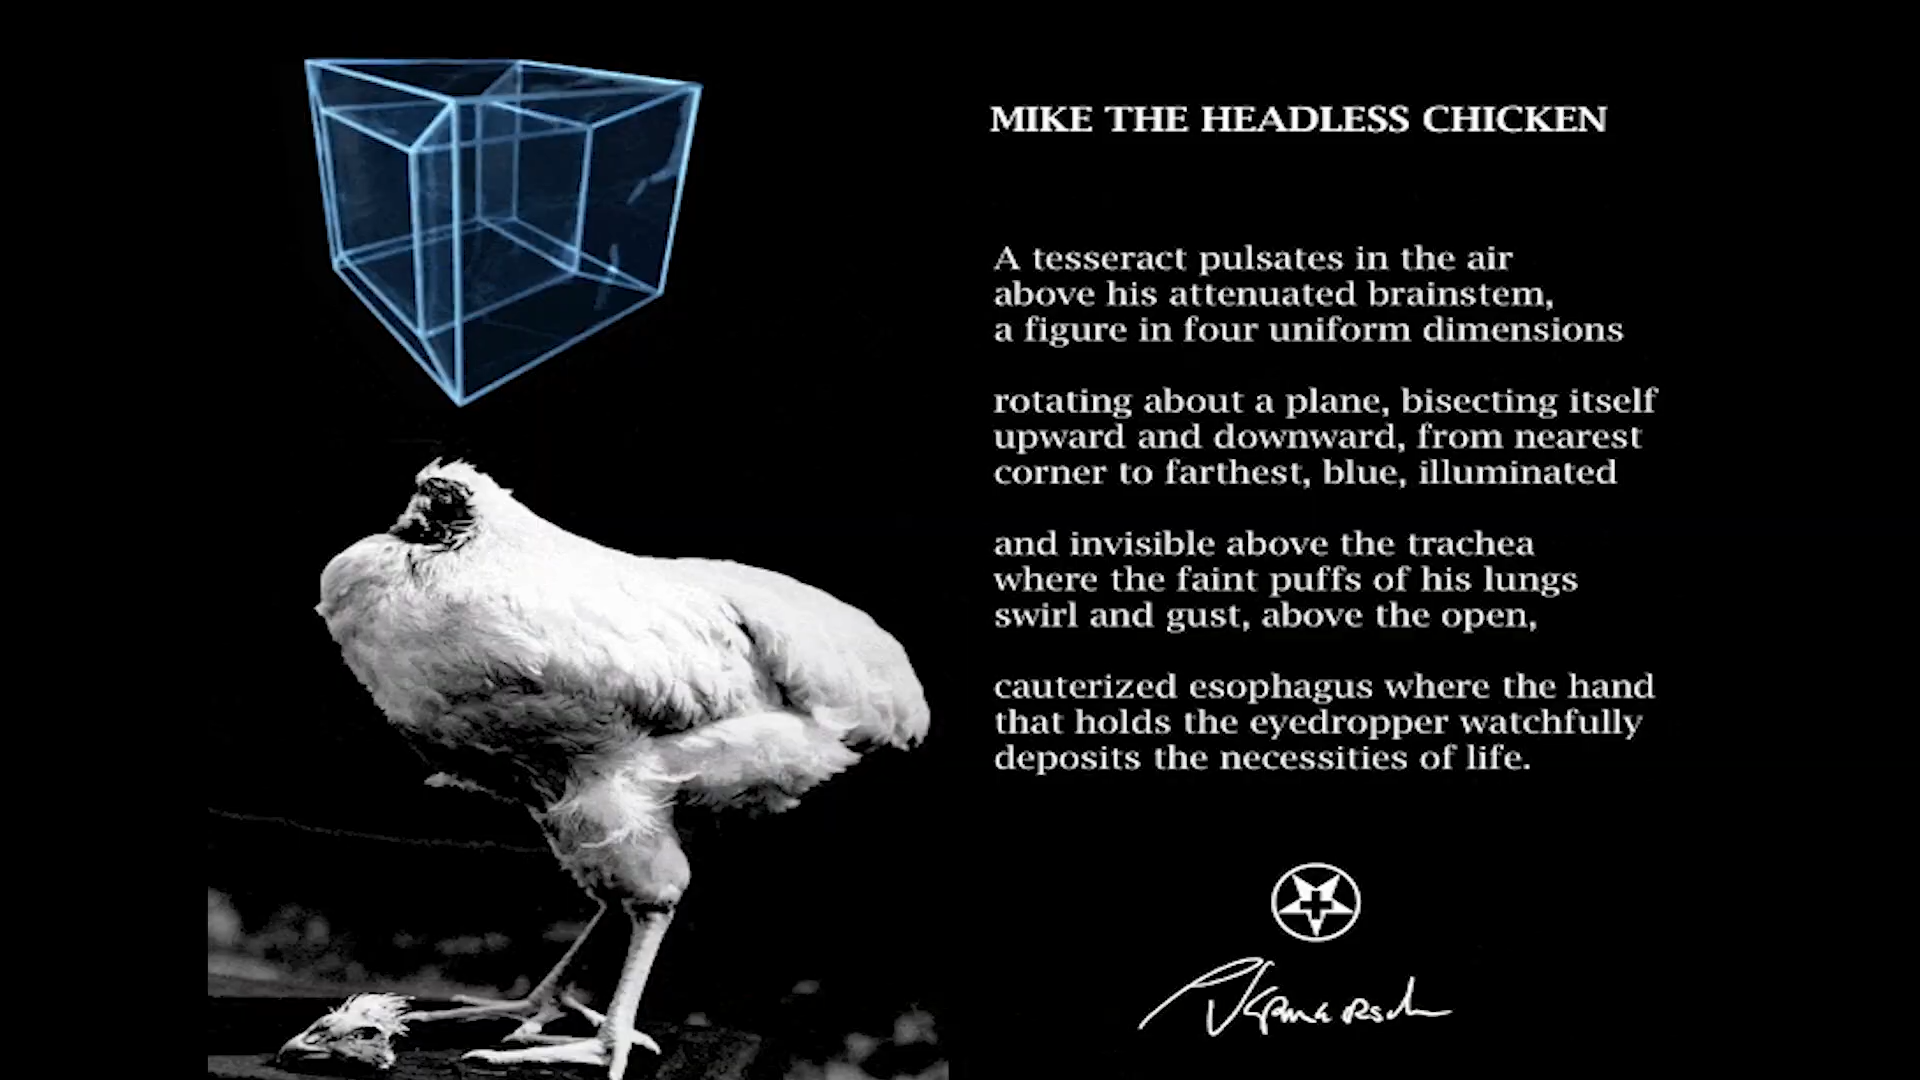 MIKE THE HEADLESS CHICKEN
A tesseract pulsates in the air
above his attenuated brainstem,
a figure in four uniform dimensions
rotating about a plane, bisecting itself
upward and downward, from nearest
corner to farthest, blue, illuminated
and invisible above the trachea
where the faint puffs of his lungs
swirl and gust, above the open,
cauterized esophagus where the hand
that holds the eyedropper watchfully
deposits the necessities of life.